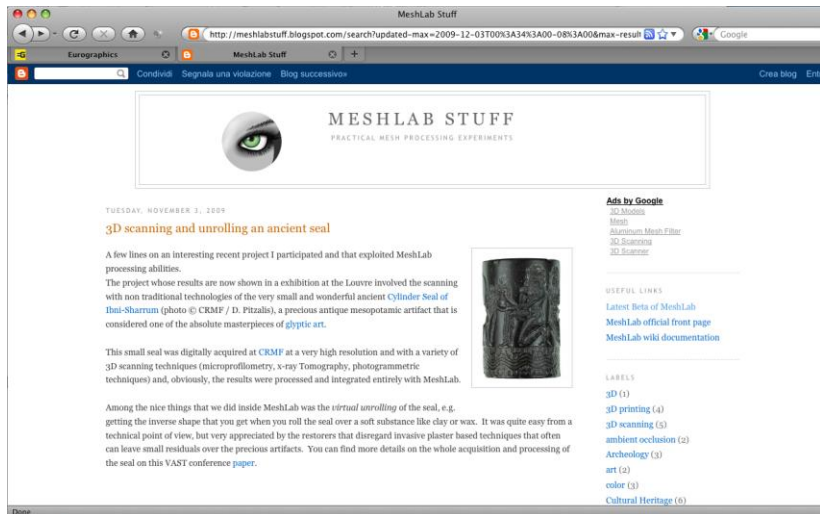 MeshLab Stuff
http://meshlabstuff.blogspot.com/search?updated-max=2009-12-03T00%3A34%3A00-08%3A00&max-result
Google
Eurographics
MeshLab Stuff
Condividi Segnala una violazione Blog successivo»
Crea blog
MESHLAB STUFF
PRACTICAL MESH PROCESSING EXPERIMENTS
TUESDAY, NOVEMBER 3, 2009
3D scanning and unrolling an ancient seal
A few lines on an interesting recent project I participated and that exploited MeshLab
processing abilities.
The project whose results are now shown in a exhibition at the Louvre involved the scanning
with non traditional technologies of the very small and wonderful ancient Cylinder Seal of
Ibni-Sharrum (photo © CRMF / D. Pitzalis), a precious antique mesopotamic artifact that is
considered one of the absolute masterpieces of glyptic art.
This small seal was digitally acquired at CRMF at a very high resolution and with a variety of
3D scanning techniques (microprofilometry, x-ray Tomography, photogrammetric
techniques) and, obviously, the results were processed and integrated entirely with MeshLab.
Among the nice things that we did inside MeshLab was the virtual unrolling of the seal, e.g.
getting the inverse shape that you get when you roll the seal over a soft substance like clay or wax. It was quite easy from a
technical point of view, but very appreciated by the restorers that disregard invasive plaster based techniques that often
can leave small residuals over the precious artifacts. You can find more details on the whole acquisition and processing of
the seal on this VAST conference paper.
Ads by Google
3D Models
Mesh
Aluminum Mesh Filter
3D Scanning
3D Scanner
USEFUL LINKS
Latest Beta of MeshLab
MeshLab official front page
MeshLab wiki documentation
LABELS
3D (1)
3D printing (4)
3D scanning (5)
ambient occlusion (2)
Archeology (3)
art (2)
color (3)
Cultural Heritage (6)
Done